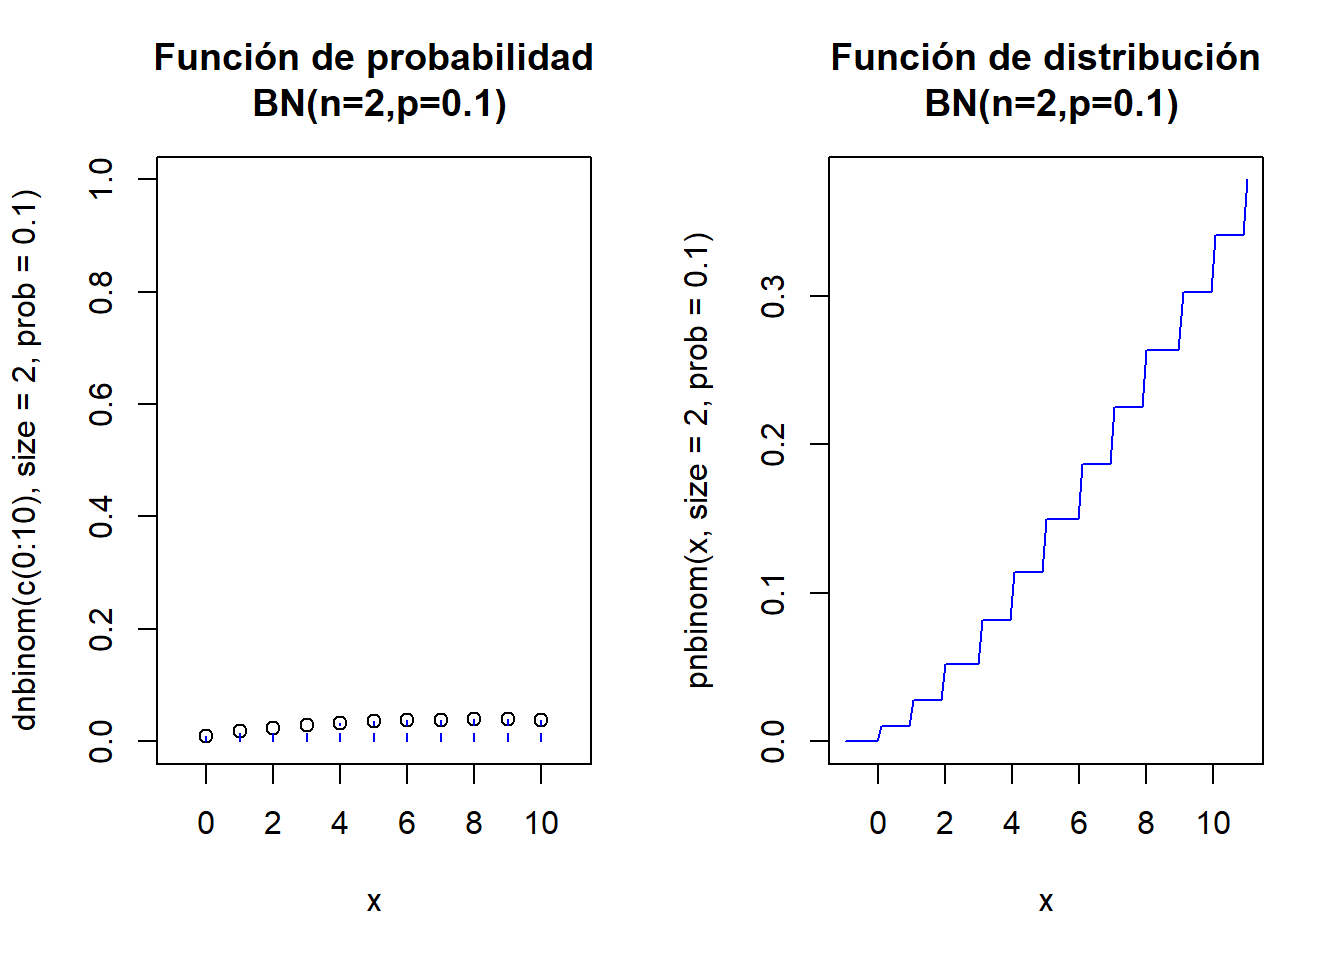 Función de probabilidad
BN(n=2,p=0.1)
dnbinom(c(0:10), size = 2, prob = 0.1)
1.0
0.8
0.6
0.4
0.2
0.0
0 2 4 6 8 10
x
Función de distribución
BN(n=2,p=0.1)
pnbinom(x, size = 2, prob = 0.1)
0.3
0.2
0.1
0.0
0 2 4 6 8 10
x